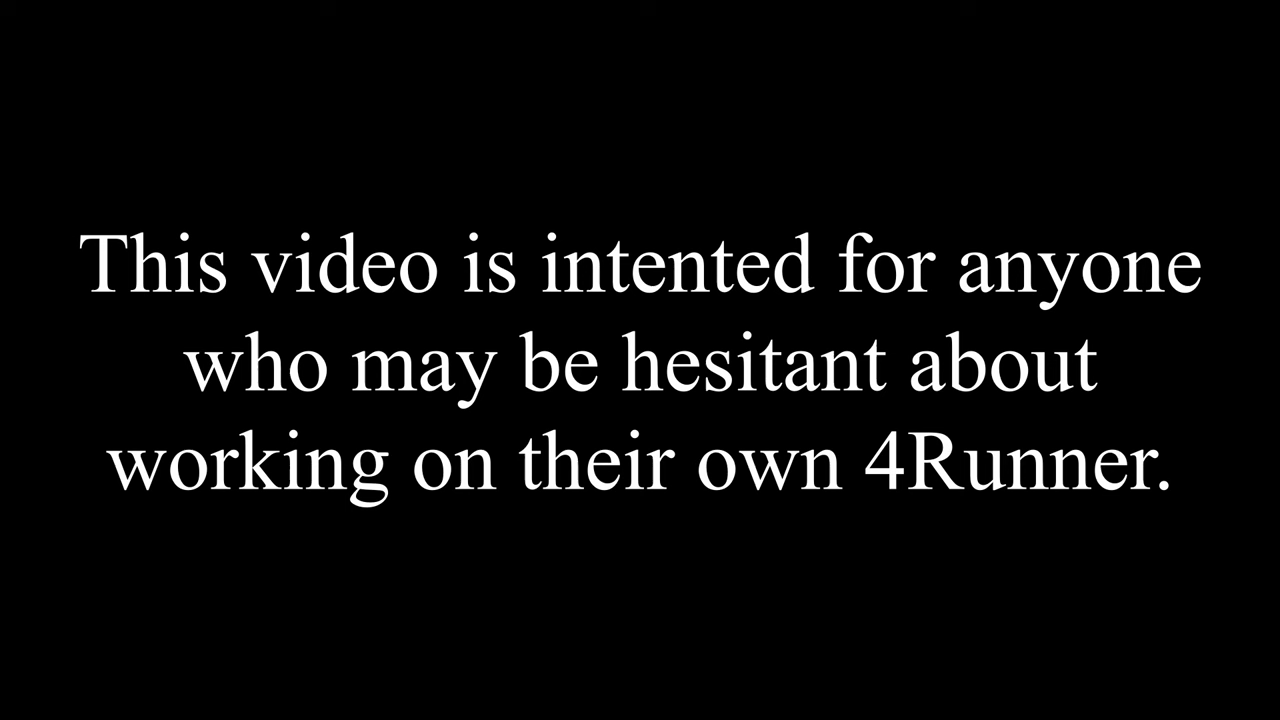 This video is intented for anyone
who may be hesitant about
working on their own 4Runner.